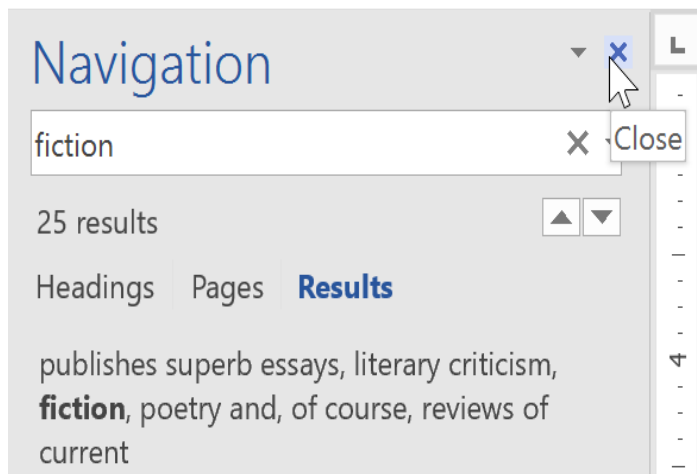 Navigation
fiction
Close
25 results
Headings Pages Results
publishes superb essays, literary criticism,
fiction, poetry and, of course, reviews of
current
4